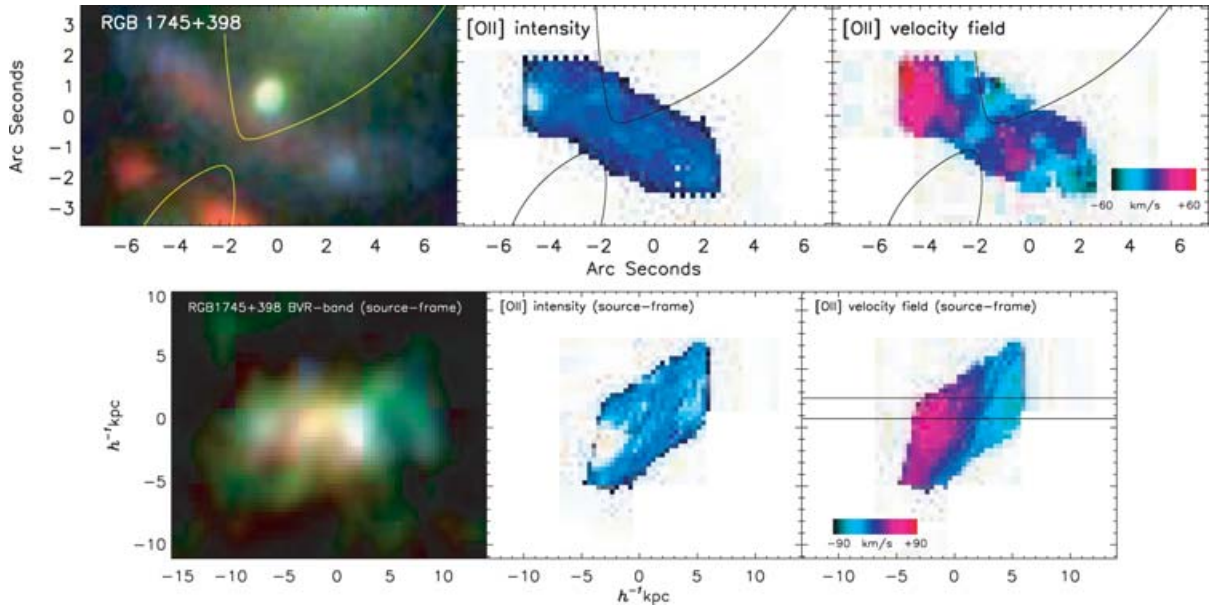 RGB 1745+398
[OII] intensity
[OII] velocity field
3
2
1
0
-1
-2
-3
Arc Seconds
-60 km/s +60
-6 -4 -2 0 2 4 6
-6 -4 -2 0 2 4 6
-6 -4 -2 0 2 4 6
Arc Seconds
RGB1745+398 BVR-band (source-frame)
[OII] intensity (source-frame)
[OII] velocity field (source-frame)
10
5
0
-5
-10
h⁻¹kpc
-90 km/s +90
-15 -10 -5 0 5 10
-10 -5 0 5 10
-10 -5 0 5 10
h⁻¹kpc